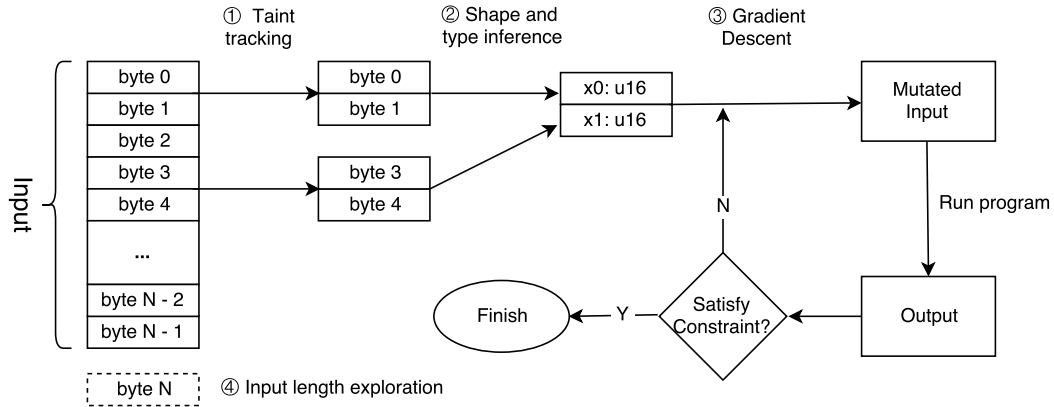 ① Taint
tracking
② Shape and
type inference
③ Gradient
Descent
Input
byte 0
byte 1
byte 2
byte 3
byte 4
...
byte N - 2
byte N - 1
byte 0
byte 1
byte 3
byte 4
x0: u16
x1: u16
Mutated
Input
Run program
N
Output
Satisfy
Constraint?
Y
Finish
byte N
④ Input length exploration